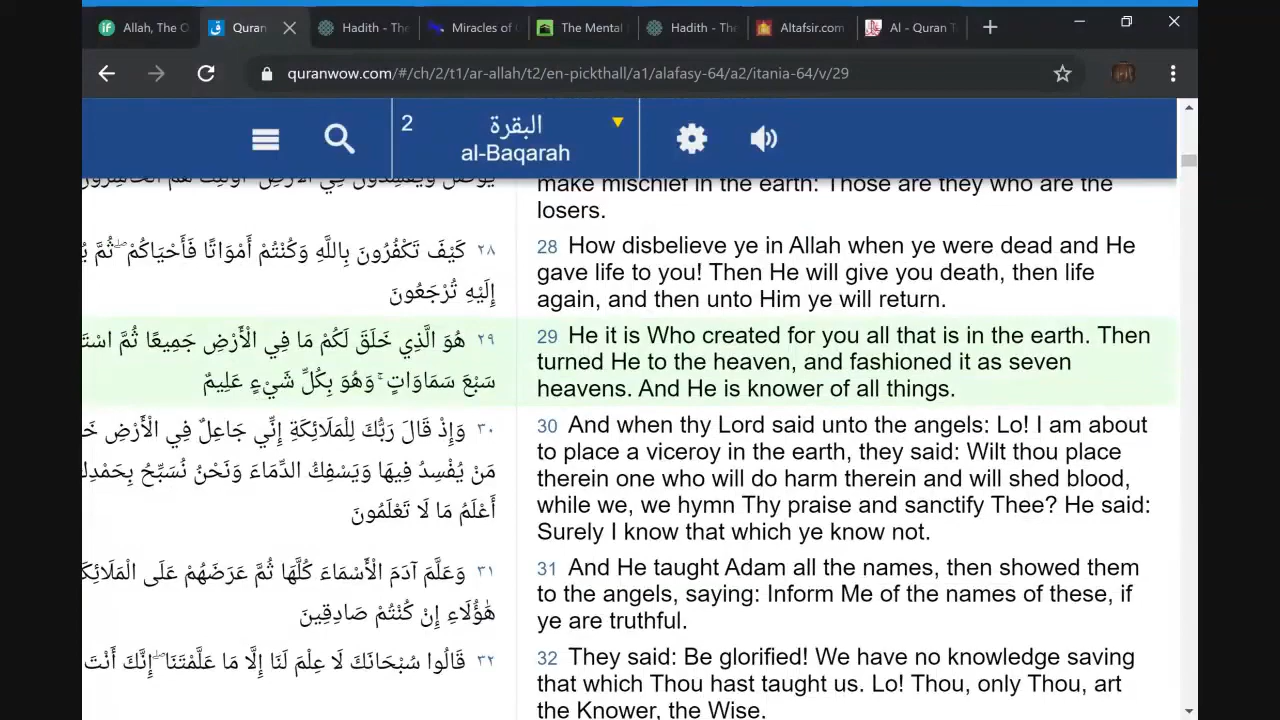 Allah, The O
Quran
Hadith - The
Miracles of
The Mental
Hadith - The
Altafsir.com
Al - Quran T
quranwow.com/#/ch/2/t1/ar-allah/t2/en-pickthall/a1/alafasy-64/a2/itania-64/v/29
2
البقرة
al-Baqarah
make mischief in the earth: Those are they who are the
losers.
٢٨ كَيْفَ تَكْفُرُونَ بِاللَّهِ وَكُنْتُمْ أَمْوَاتًا فَأَحْيَاكُمْ ۖ ثُمَّ
إِلَيْهِ تُرْجَعُونَ
28 How disbelieve ye in Allah when ye were dead and He
gave life to you! Then He will give you death, then life
again, and then unto Him ye will return.
٢٩ هُوَ الَّذِي خَلَقَ لَكُمْ مَا فِي الْأَرْضِ جَمِيعًا ثُمَّ
سَبْعَ سَمَاوَاتٍ ۚ وَهُوَ بِكُلِّ شَيْءٍ عَلِيمٌ
29 He it is Who created for you all that is in the earth. Then
turned He to the heaven, and fashioned it as seven
heavens. And He is knower of all things.
٣٠ وَإِذْ قَالَ رَبُّكَ لِلْمَلَائِكَةِ إِنِّي جَاعِلٌ فِي الْأَرْضِ
مَنْ يُفْسِدُ فِيهَا وَيَسْفِكُ الدِّمَاءَ وَنَحْنُ نُسَبِّحُ
أَعْلَمُ مَا لَا تَعْلَمُونَ
30 And when thy Lord said unto the angels: Lo! I am about
to place a viceroy in the earth, they said: Wilt thou place
therein one who will do harm therein and will shed blood,
while we, we hymn Thy praise and sanctify Thee? He said:
Surely I know that which ye know not.
٣١ وَعَلَّمَ آدَمَ الْأَسْمَاءَ كُلَّهَا ثُمَّ عَرَضَهُمْ عَلَى
هَٰؤُلَاءِ إِنْ كُنْتُمْ صَادِقِينَ
31 And He taught Adam all the names, then showed them
to the angels, saying: Inform Me of the names of these, if
ye are truthful.
٣٢ قَالُوا سُبْحَانَكَ لَا عِلْمَ لَنَا إِلَّا مَا عَلَّمْتَنَا ۖ إِنَّكَ أَنْتَ
32 They said: Be glorified! We have no knowledge saving
that which Thou hast taught us. Lo! Thou, only Thou, art
the Knower, the Wise.